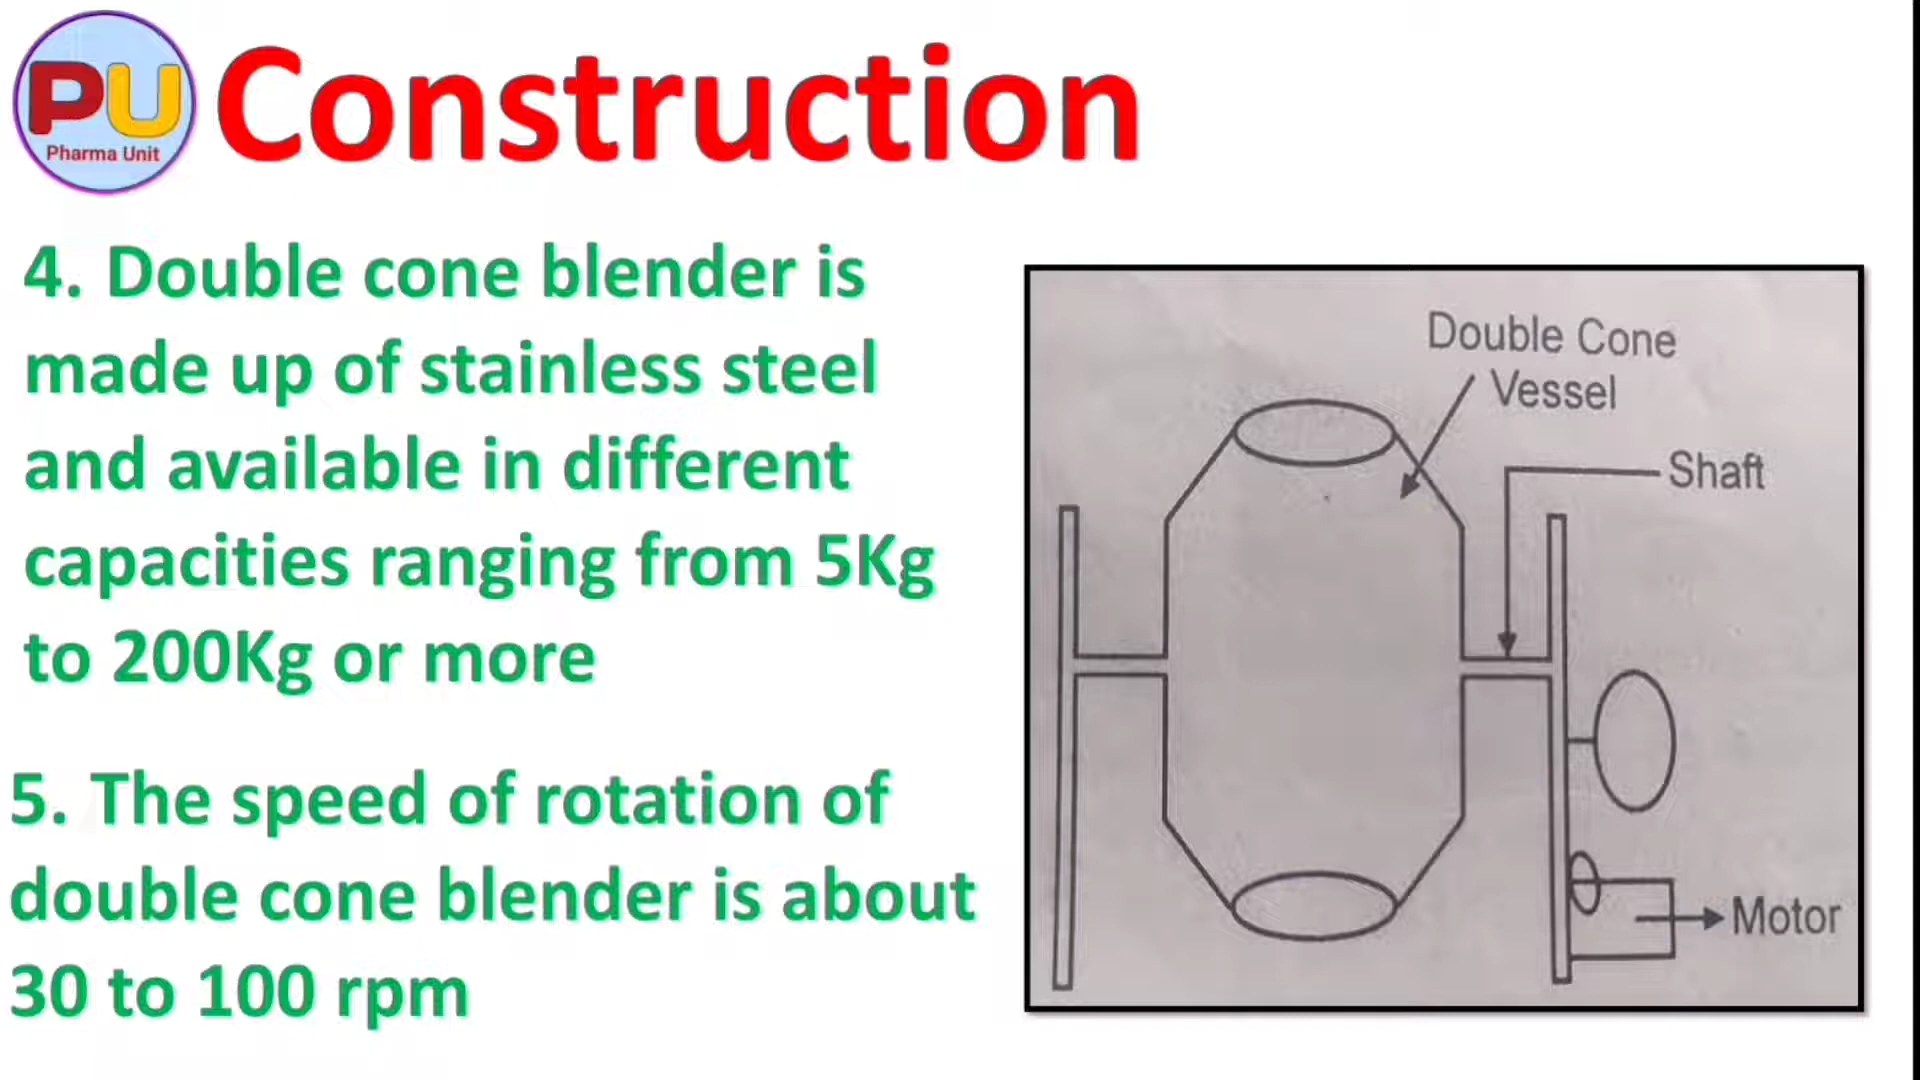 PU
Pharma Unit
Construction
4. Double cone blender is
made up of stainless steel
and available in different
capacities ranging from 5Kg
to 200Kg or more
5. The speed of rotation of
double cone blender is about
30 to 100 rpm
Double Cone
Vessel
Shaft
Motor